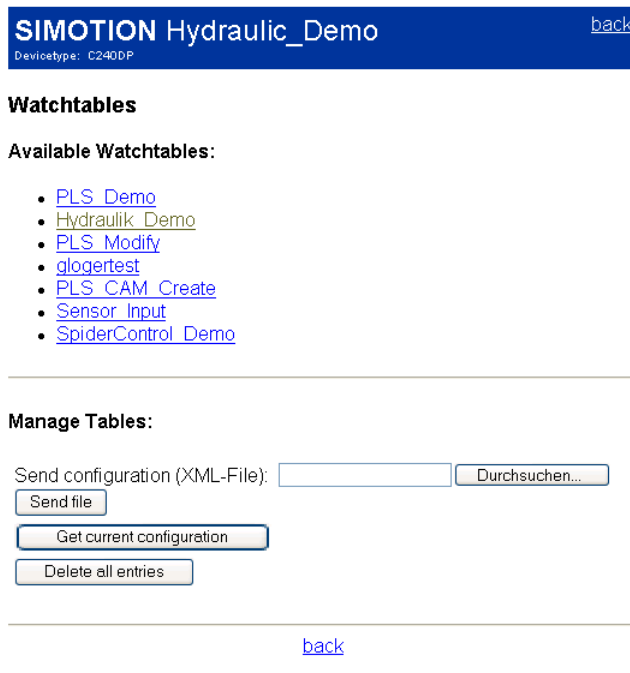 SIMOTION Hydraulic_Demo back
Devicetype: C240DP
Watchtables
Available Watchtables:
PLS_Demo
Hydraulik_Demo
PLS_Modify
glogertest
PLS_CAM_Create
Sensor_Input
SpiderControl_Demo
Manage Tables:
Send configuration (XML-File): Durchsuchen...
Send file
Get current configuration
Delete all entries
back